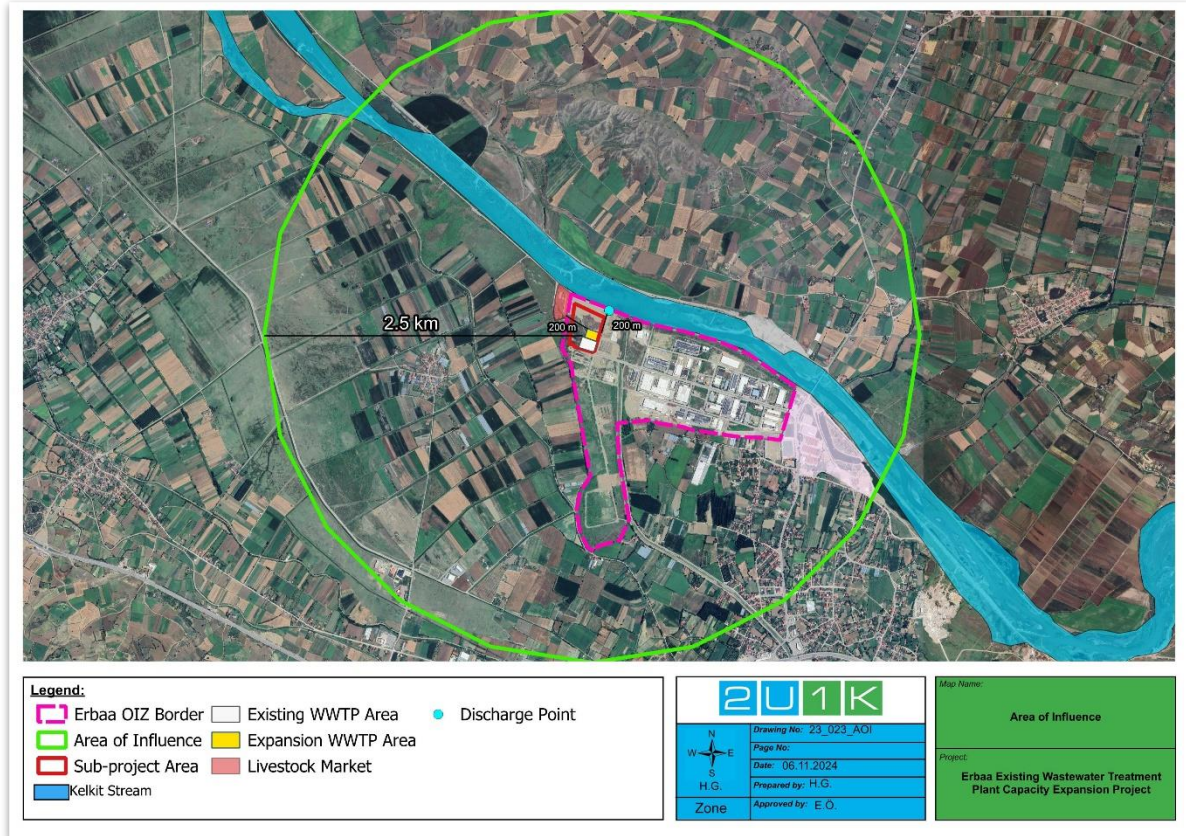 2.5 km
200 m
200 m
Legend:
Erbaa OIZ Border
Existing WWTP Area
Discharge Point
Area of Influence
Expansion WWTP Area
Sub-project Area
Livestock Market
Kelkit Stream
2U1K
N
W E
S
H.G.
Zone
Drawing No: 23_023_AOI
Page No:
Date: 06.11.2024
Prepared by: H.G.
Approved by: E.Ö.
Map Name:
Area of Influence
Project:
Erbaa Existing Wastewater Treatment
Plant Capacity Expansion Project